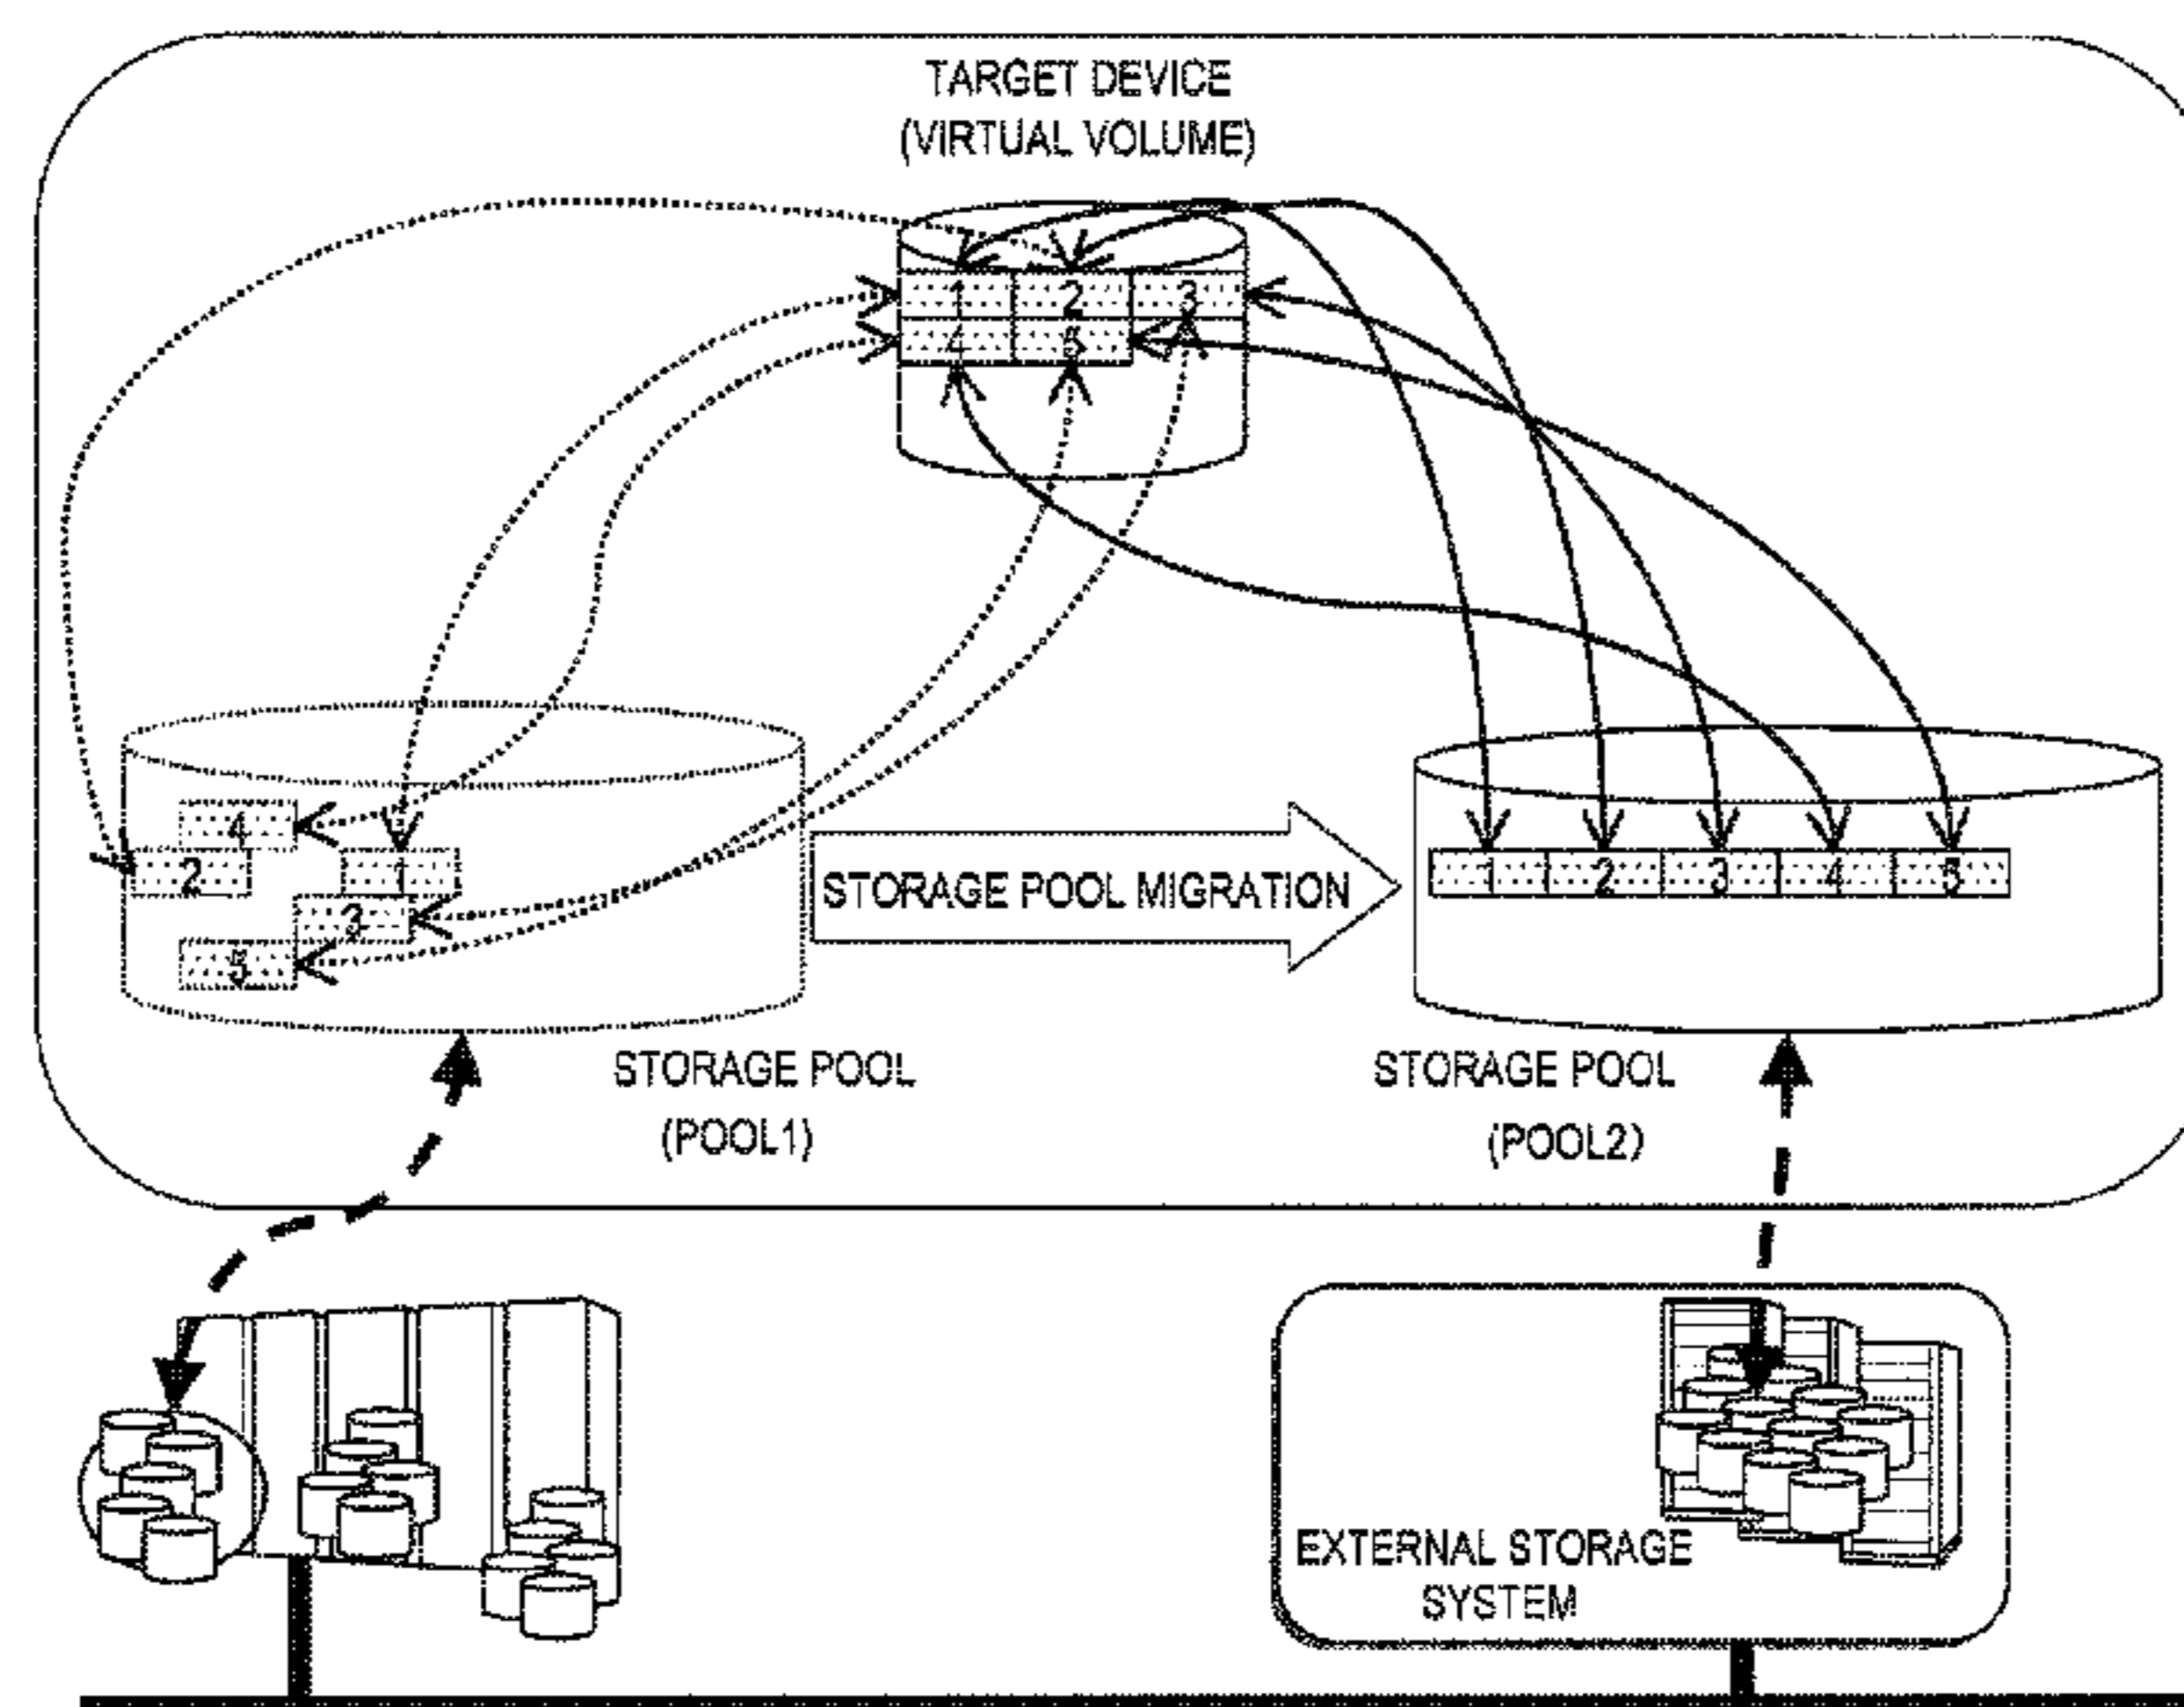 TARGET DEVICE
(VIRTUAL VOLUME)
1 2 3
4 5
4
2 1
3
5
STORAGE POOL MIGRATION
1 2 3 4 5
STORAGE POOL
(POOL1)
STORAGE POOL
(POOL2)
EXTERNAL STORAGE
SYSTEM